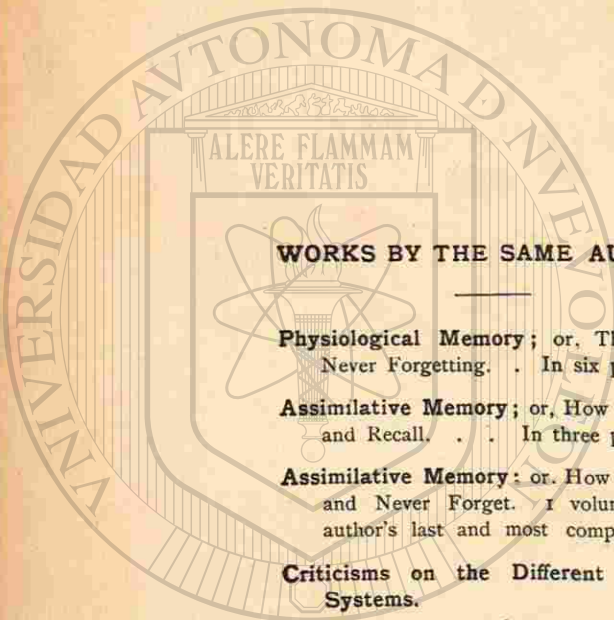 VNIVERSIDAD AVTONOMA
ALERE FLAMMAM
VERITATIS
WORKS BY THE SAME AU
Physiological Memory; or. Th
Never Forgetting. . In six p
Assimilative Memory; or, How
and Recall. . . In three p
Assimilative Memory: or. How
and Never Forget. 1 volu
author's last and most comp
Criticisms on the Different
Systems.